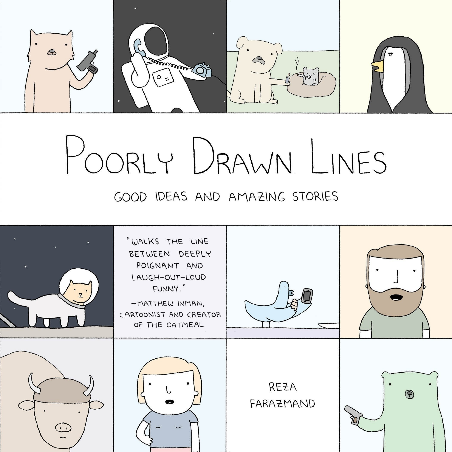 POORLY DRAWN LINES
GOOD IDEAS AND AMAZING STORIES
"WALKS THE LINE
BETWEEN DEEPLY
POIGNANT AND
LAUGH-OUT-LOUD
FUNNY."
—MATTHEW INMAN,
CARTOONIST AND CREATOR
OF THE OATMEAL
REZA
FARAZMAND